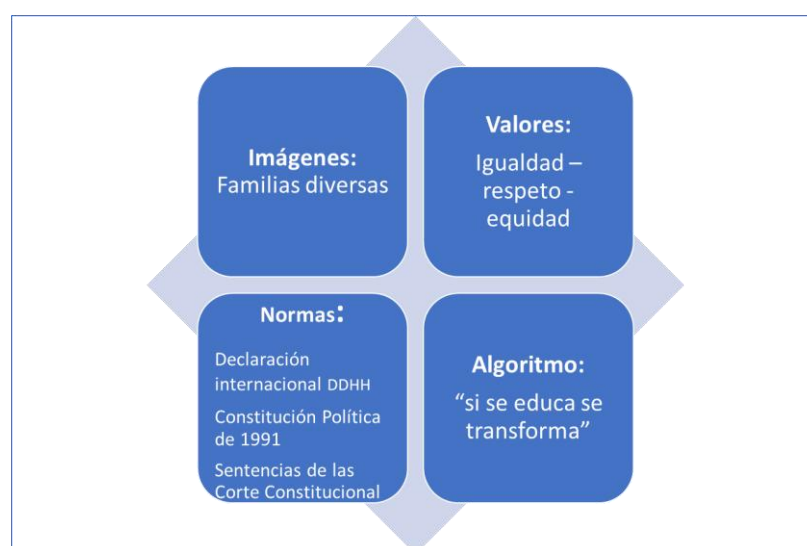 Imágenes:
Familias diversas
Valores:
Igualdad –
respeto -
equidad
Normas:
Declaración
internacional DDHH
Constitución Política
de 1991
Sentencias de las
Corte Constitucional
Algoritmo:
“si se educa se
transforma”